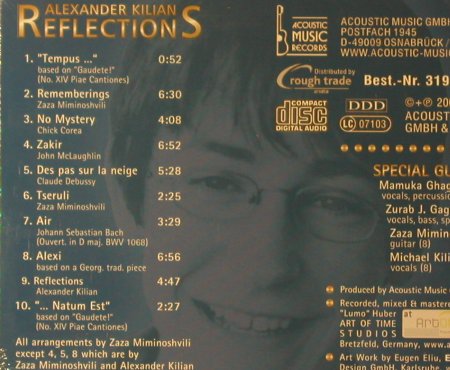 ALEXANDER KILIAN
REFLECTIONS
1. "Tempus ..." 0:52
based on "Gaudete!"
(No. XIV Piae Cantiones)
2. Rememberings 6:30
Zaza Miminoshvili
3. No Mystery 4:08
Chick Corea
4. Zakir 6:52
John McLaughlin
5. Des pas sur la neige 5:28
Claude Debussy
6. Tseruli 2:25
Zaza Miminoshvili
7. Air 3:29
Johann Sebastian Bach
(Ouvert. in D maj. BWV 1068)
8. Alexi 6:56
based on a Georg. trad. piece
9. Reflections 4:47
Alexander Kilian
10. "... Natum Est" 2:27
based on "Gaudete!"
(No. XIV Piae Cantiones)
All arrangements by Zaza Miminoshvili
except 4, 5, 8 which are by
Zaza Miminoshvili and Alexander Kilian
ACOUSTIC
MUSIC
RECORDS
ACOUSTIC MUSIC GMBH
POSTFACH 1945
D-49009 OSNABRÜCK /
WWW.ACOUSTIC-MUSIC
Distributed by
rough trade
Best.-Nr. 319
COMPACT
disc
DIGITAL AUDIO
DDD
LC 07103
©+℗ 20
ACOUST
GMBH &
SPECIAL GU
Mamuka Ghag
vocals, percussi
Zurab J. Gag
vocals, bass, sp
Zaza Mimino
guitar (8)
Michael Kili
vocals (8)
Produced by Acoustic Music
Recorded, mixed & mastere
"Lumo" Huber at
ART OF TIME
STUDIOS
Bretzfeld, Germany, www.a
Art Work by Eugen Eliu, E
Design GmbH, Karlsruhe, w